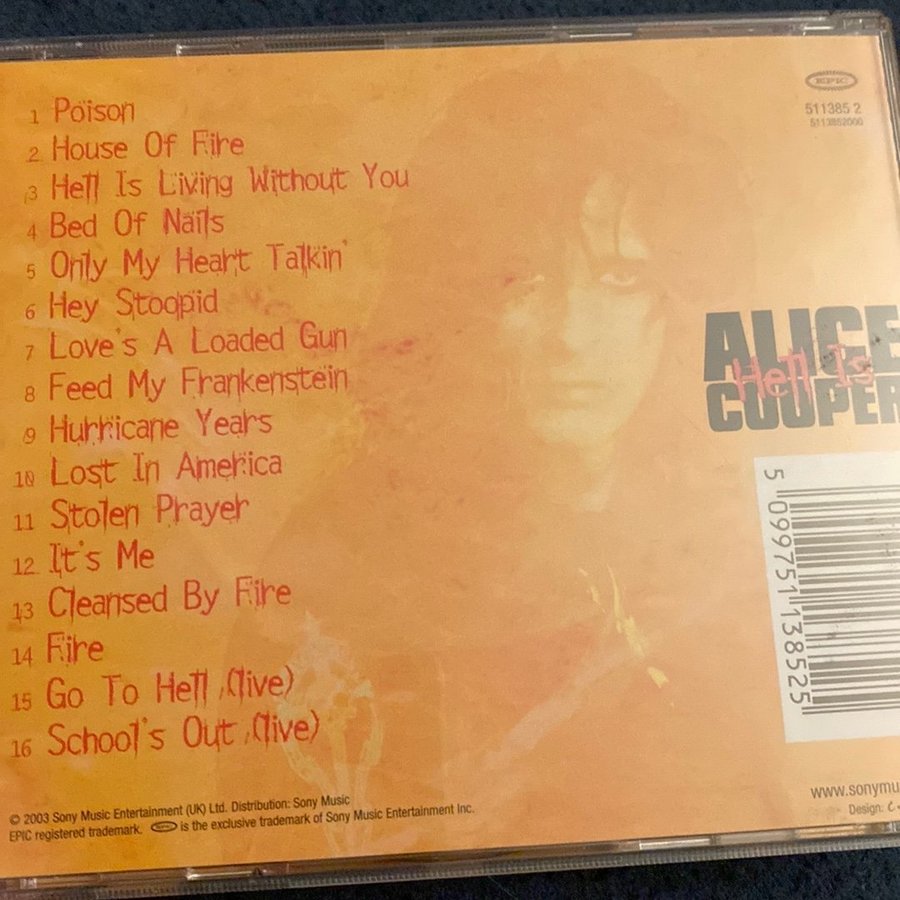 1 Poison
2 House Of Fire
3 Hell Is Living Without You
4 Bed Of Nails
5 Only My Heart Talkin'
6 Hey Stoopid
7 Love's A Loaded Gun
8 Feed My Frankenstein
9 Hurricane Years
10 Lost In America
11 Stolen Prayer
12 It's Me
13 Cleansed By Fire
14 Fire
15 Go To Hell (live)
16 School's Out (live)
EPIC
511385 2
5113852000
ALICE
Hell Is
COOPER
5 099751 138525
© 2003 Sony Music Entertainment (UK) Ltd. Distribution: Sony Music
EPIC registered trademark. EPIC is the exclusive trademark of Sony Music Entertainment Inc.
www.sonymu
Design: